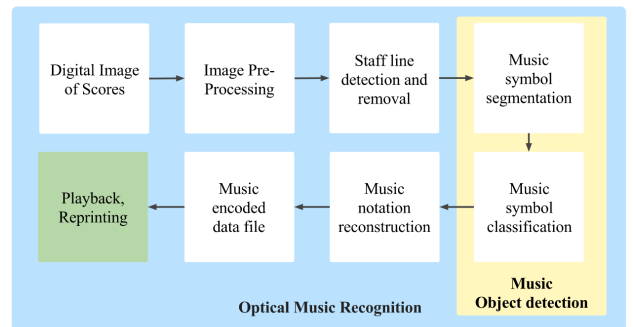 Digital Image
of Scores
Image Pre-
Processing
Staff line
detection and
removal
Music
symbol
segmentation
Playback,
Reprinting
Music
encoded
data file
Music
notation
reconstruction
Music
symbol
classification
Music
Object detection
Optical Music Recognition